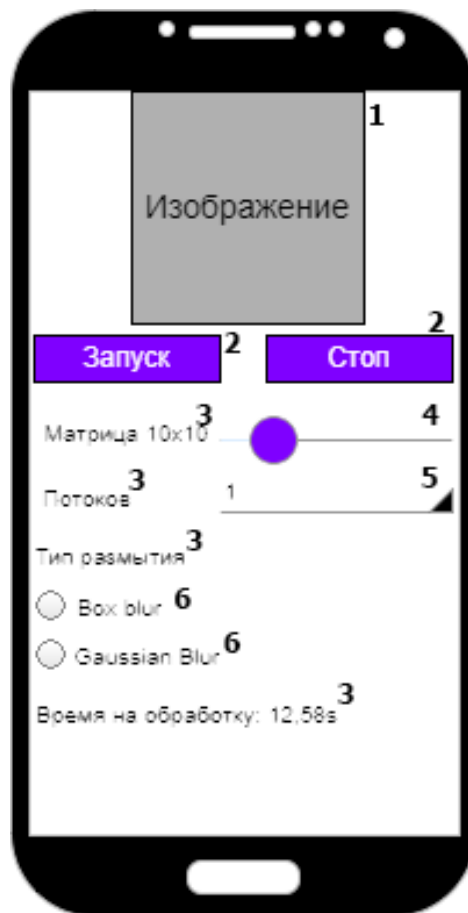 1
Изображение
Запуск 2 Стоп 2
Матрица 10x10 3 4
Потоков 3 1 5
Тип размытия 3
Box blur 6
Gaussian Blur 6
Время на обработку: 12,58s 3